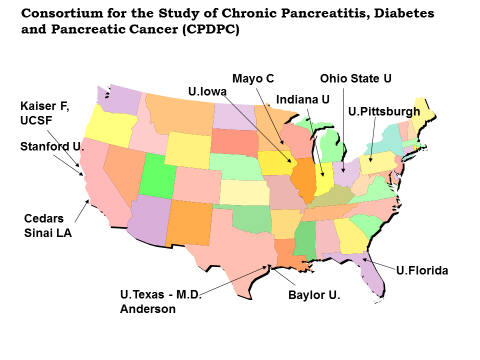 Consortium for the Study of Chronic Pancreatitis, Diabetes
and Pancreatic Cancer (CPDPC)
Mayo C
Ohio State U
U.Iowa
Indiana U
U.Pittsburgh
Kaiser F,
UCSF
Stanford U.
Cedars
Sinai LA
U.Florida
U.Texas - M.D.
Anderson
Baylor U.